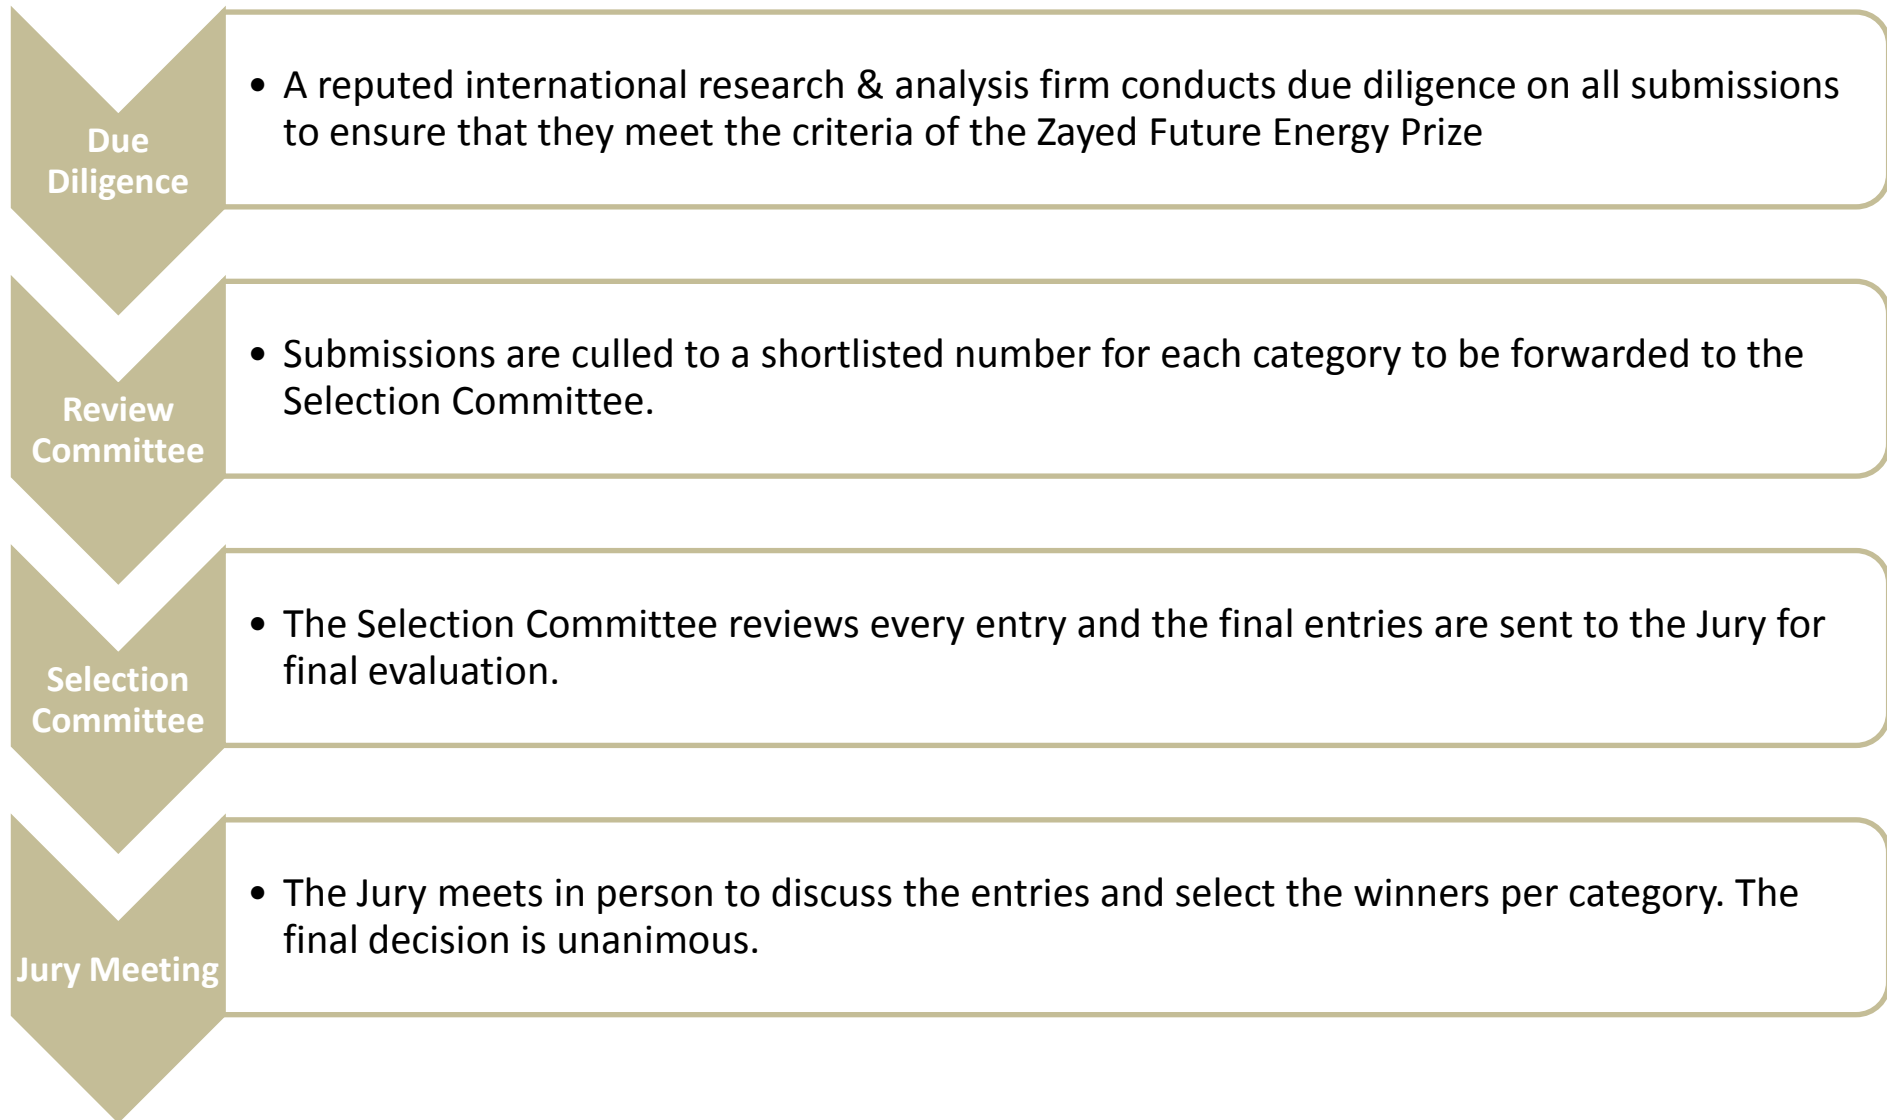 Due
Diligence
• A reputed international research & analysis firm conducts due diligence on all submissions
to ensure that they meet the criteria of the Zayed Future Energy Prize
Review
Committee
• Submissions are culled to a shortlisted number for each category to be forwarded to the
Selection Committee.
Selection
Committee
• The Selection Committee reviews every entry and the final entries are sent to the Jury for
final evaluation.
Jury Meeting
• The Jury meets in person to discuss the entries and select the winners per category. The
final decision is unanimous.